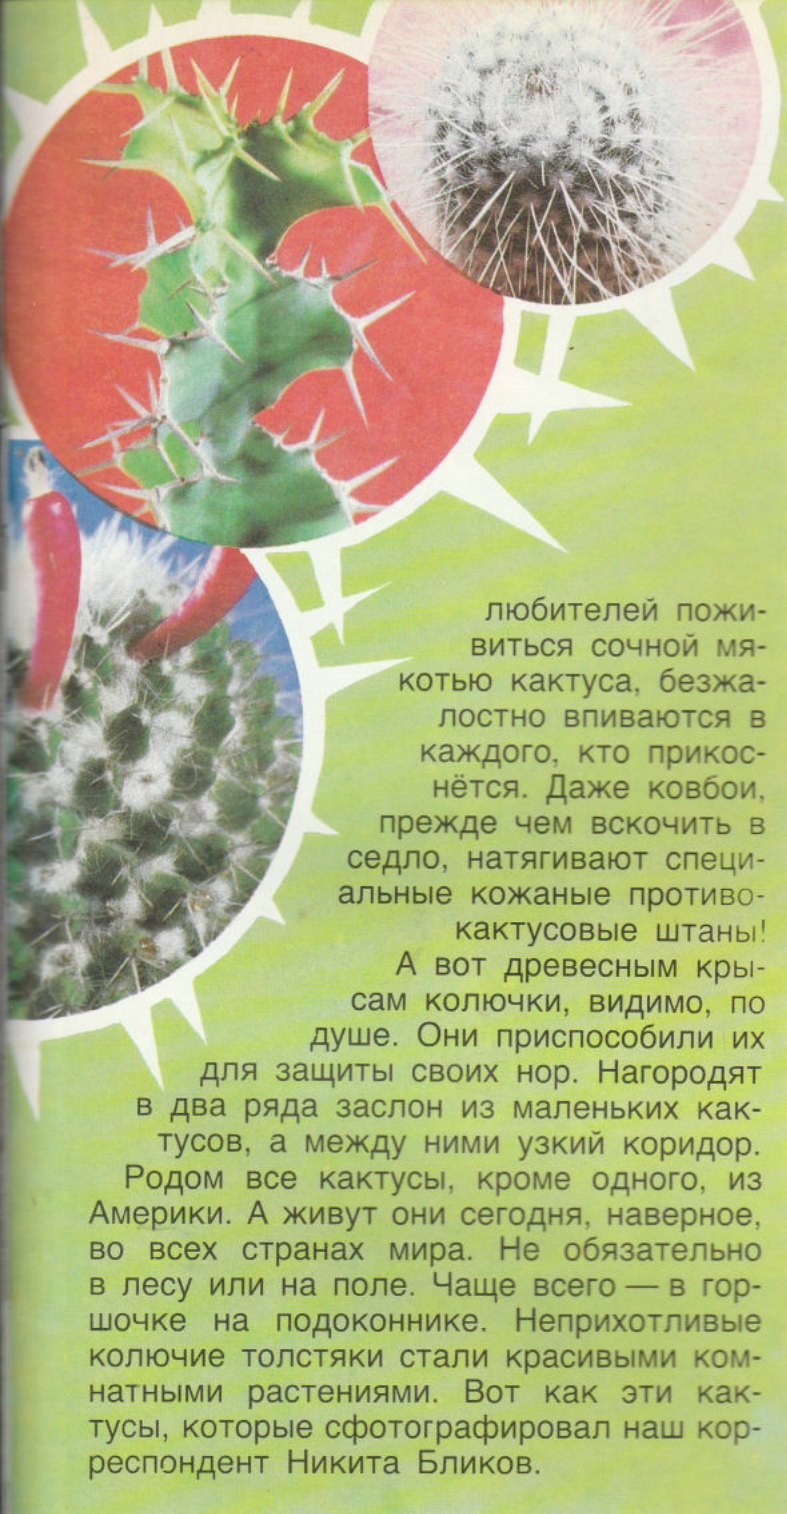 любителей пожи-
виться сочной мя-
котью кактуса, безжа-
лостно впиваются в
каждого, кто прикос-
нётся. Даже ковбои,
прежде чем вскочить в
седло, натягивают специ-
альные кожаные противо-
кактусовые штаны!
А вот древесным кры-
сам колючки, видимо, по
душе. Они приспособили их
для защиты своих нор. Нагородят
в два ряда заслон из маленьких как-
тусов, а между ними узкий коридор.
Родом все кактусы, кроме одного, из
Америки. А живут они сегодня, наверное,
во всех странах мира. Не обязательно
в лесу или на поле. Чаще всего — в гор-
шочке на подоконнике. Неприхотливые
колючие толстяки стали красивыми ком-
натными растениями. Вот как эти как-
тусы, которые сфотографировал наш кор-
респондент Никита Бликов.